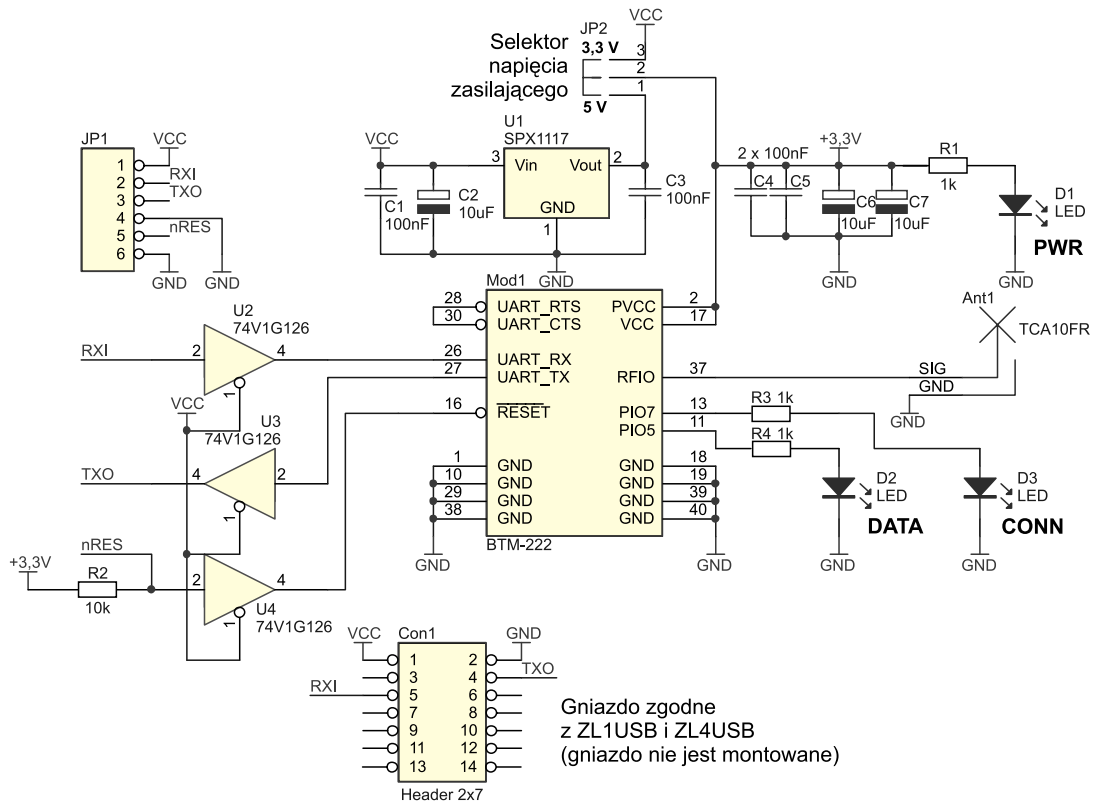 VCC
JP2
Selektor
napięcia
zasilającego
3,3 V
3
2
1
5 V
JP1
VCC
1
RXI
2
TXO
3
4
nRES
5
6
GND
GND
U1
SPX1117
VCC
3
Vin
Vout
2
GND
1
C1
100nF
C2
10uF
C3
100nF
GND
2 x 100nF
C4
C5
+3,3V
C6
10uF
C7
10uF
GND
R1
1k
D1
LED
PWR
GND
Mod1
28
UART_RTS
30
UART_CTS
26
UART_RX
27
UART_TX
16
RESET
1
GND
10
GND
29
GND
38
GND
PVCC
2
VCC
17
RFIO
37
PIO7
13
PIO5
11
GND
18
GND
19
GND
39
GND
40
BTM-222
GND
GND
Ant1
TCA10FR
SIG
GND
GND
R3 1k
R4 1k
D2
LED
DATA
GND
D3
LED
CONN
GND
U2
74V1G126
RXI
2
4
1
VCC
U3
74V1G126
TXO
4
2
1
nRES
+3,3V
R2
10k
2
4
1
U4
74V1G126
VCC
Con1
GND
1
2
3
4
TXO
RXI
5
6
7
8
9
10
11
12
13
14
Header 2x7
Gniazdo zgodne
z ZL1USB i ZL4USB
(gniazdo nie jest montowane)